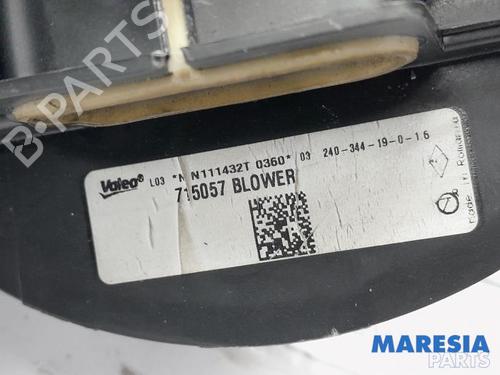 B-PARTS
Valeo L03 *N N111432T 0360* 03 240-344-19-0-16
715057 BLOWER
MARESIA
PARTS